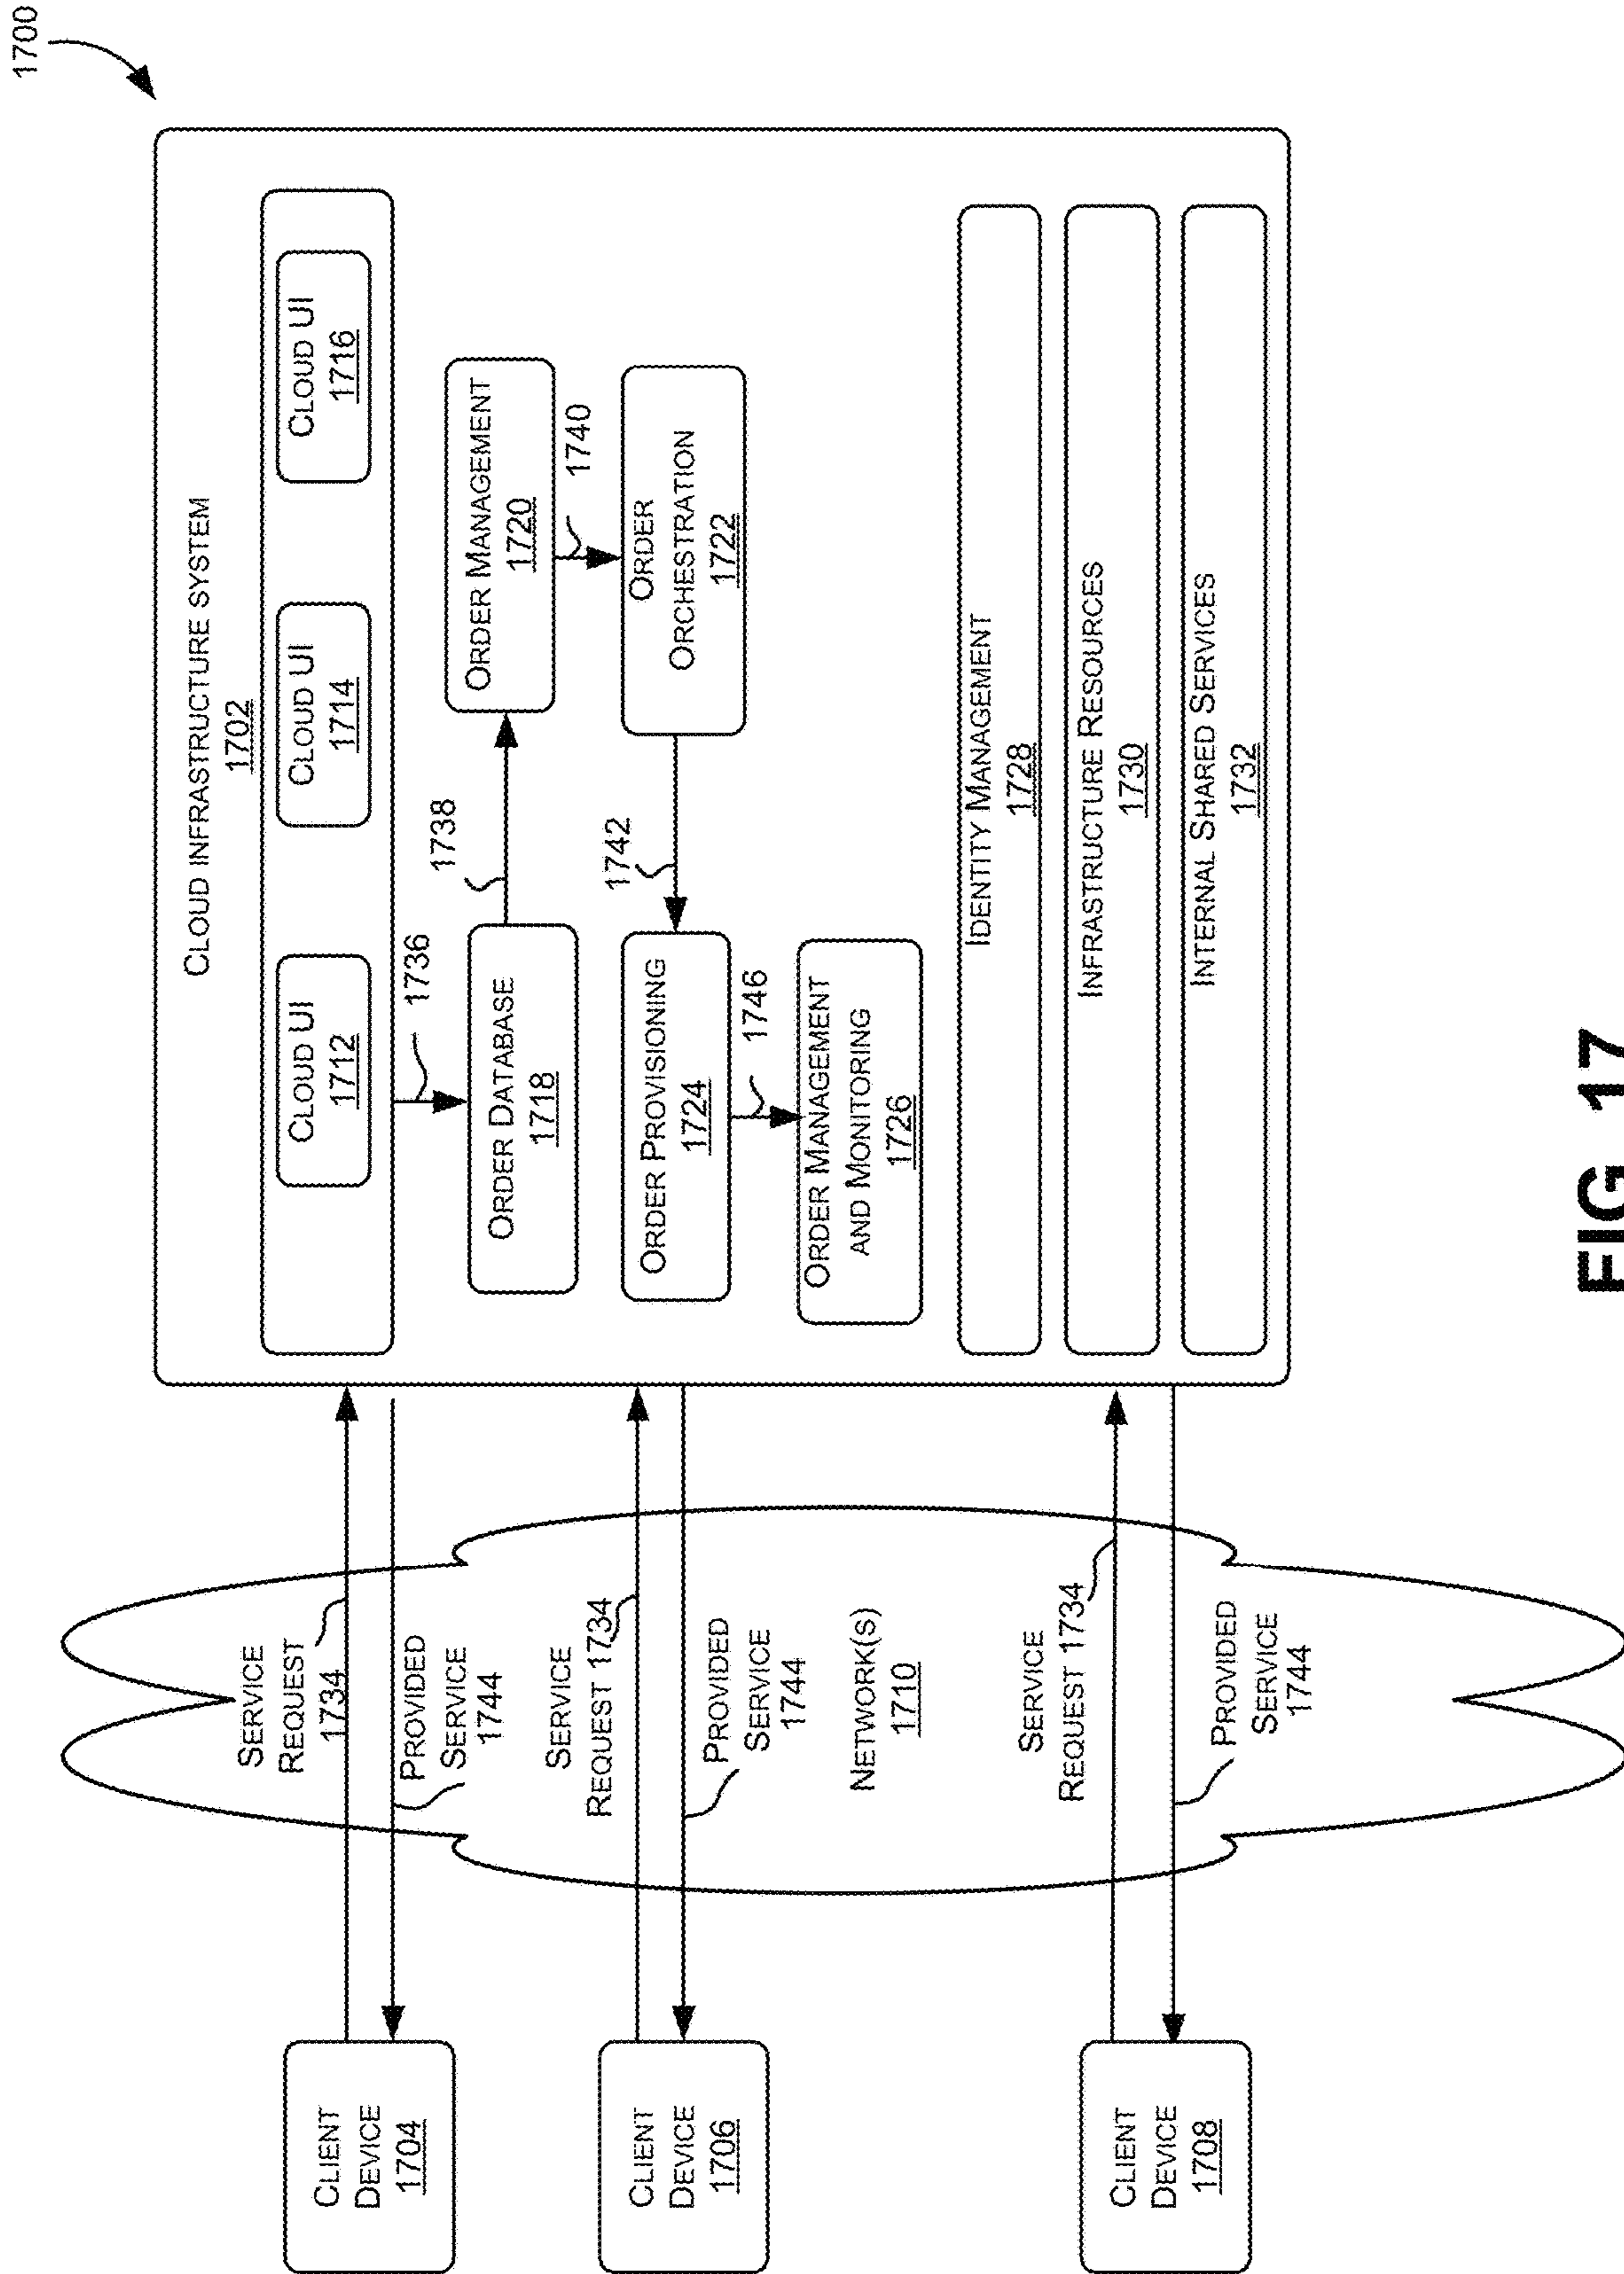 1700
CLOUD INFRASTRUCTURE SYSTEM
1702
CLOUD UI
1712
CLOUD UI
1714
CLOUD UI
1716
1736
ORDER DATABASE
1718
1738
ORDER MANAGEMENT
1720
1740
ORDER
ORCHESTRATION
1722
1742
ORDER PROVISIONING
1724
1746
ORDER MANAGEMENT
AND MONITORING
1726
IDENTITY MANAGEMENT
1728
INFRASTRUCTURE RESOURCES
1730
INTERNAL SHARED SERVICES
1732
CLIENT
DEVICE
1704
SERVICE
REQUEST
1734
PROVIDED
SERVICE
1744
CLIENT
DEVICE
1706
SERVICE
REQUEST 1734
PROVIDED
SERVICE
1744
NETWORK(S)
1710
CLIENT
DEVICE
1708
SERVICE
REQUEST 1734
PROVIDED
SERVICE
1744
FIG. 17